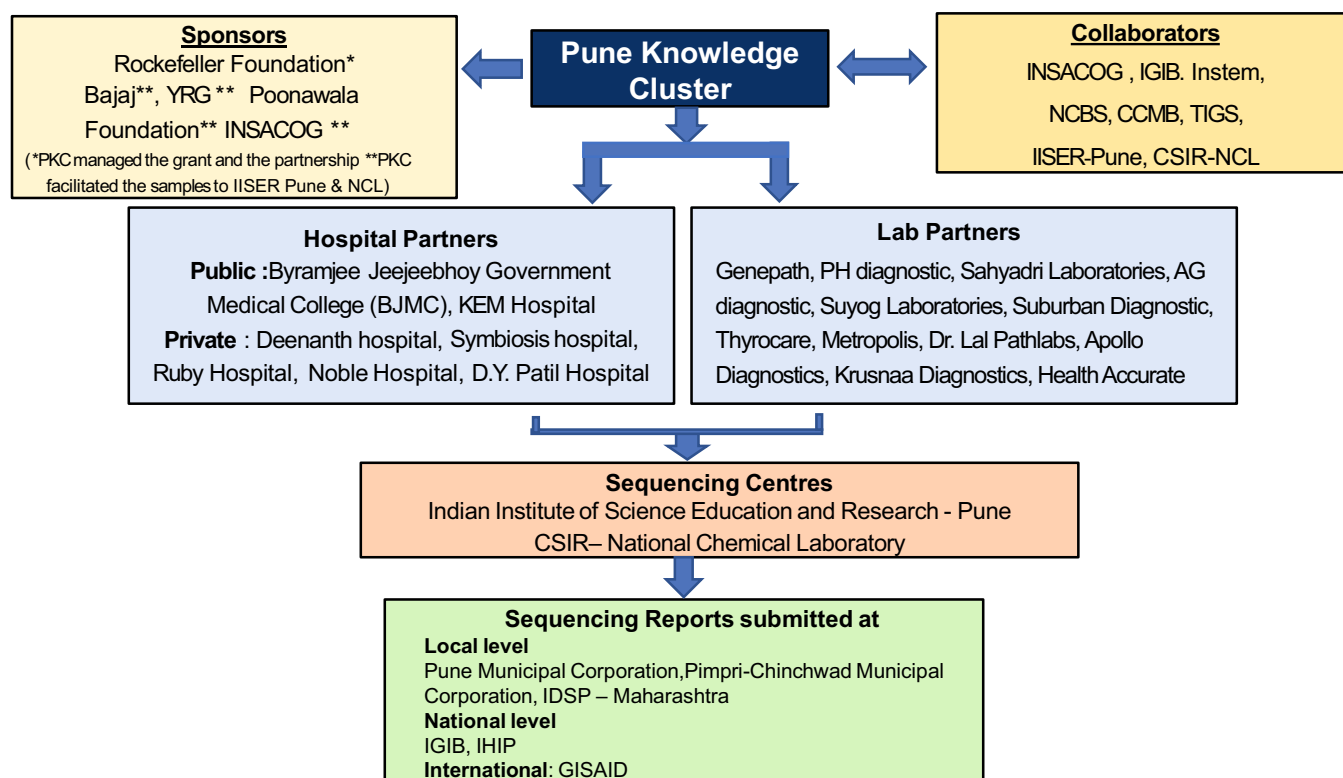 Sponsors
Rockefeller Foundation*
Bajaj**, YRG ** Poonawala
Foundation** INSACOG **
(*PKC managed the grant and the partnership **PKC
facilitated the samples to IISER Pune & NCL)
Pune Knowledge
Cluster
Collaborators
INSACOG , IGIB. Instem,
NCBS, CCMB, TIGS,
IISER-Pune, CSIR-NCL
Hospital Partners
Public :Byramjee Jeejeebhoy Government
Medical College (BJMC), KEM Hospital
Private : Deenanth hospital, Symbiosis hospital,
Ruby Hospital, Noble Hospital, D.Y. Patil Hospital
Lab Partners
Genepath, PH diagnostic, Sahyadri Laboratories, AG
diagnostic, Suyog Laboratories, Suburban Diagnostic,
Thyrocare, Metropolis, Dr. Lal Pathlabs, Apollo
Diagnostics, Krusnaa Diagnostics, Health Accurate
Sequencing Centres
Indian Institute of Science Education and Research - Pune
CSIR– National Chemical Laboratory
Sequencing Reports submitted at
Local level
Pune Municipal Corporation,Pimpri-Chinchwad Municipal
Corporation, IDSP – Maharashtra
National level
IGIB, IHIP
International: GISAID